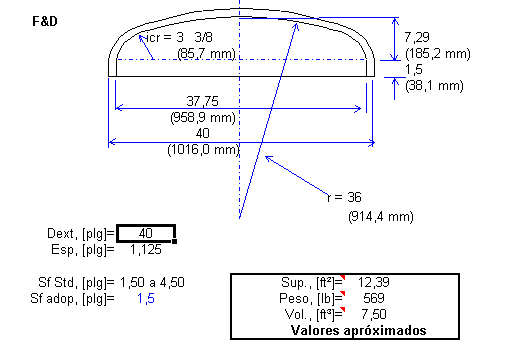 F&D
icr = 3 3/8
(85,7 mm)
7,29
(185,2 mm)
1,5
(38,1 mm)
37,75
(958,9 mm)
40
(1016,0 mm)
r = 36
(914,4 mm)
Dext, [plg]= 40
Esp, [plg]= 1,125
Sf Std, [plg]= 1,50 a 4,50
Sf adop, [plg]= 1,5
Sup., [ft²]= 12,39
Peso, [lb]= 569
Vol., [ft³]= 7,50
Valores apróximados